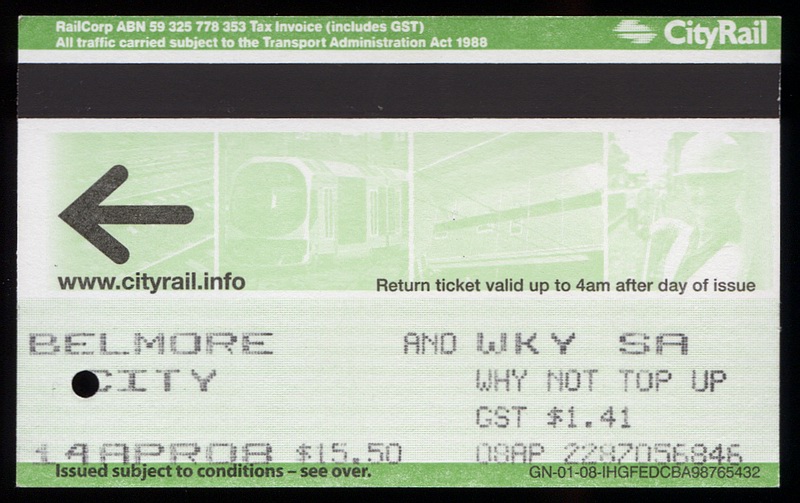 RailCorp ABN 59 325 778 353 Tax Invoice (includes GST)
All traffic carried subject to the Transport Administration Act 1988
CityRail
www.cityrail.info
Return ticket valid up to 4am after day of issue
BELMORE AND WKY SA
CITY WHY NOT TOP UP
GST $1.41
14APR08 $15.50 08AP 2287056846
Issued subject to conditions – see over.
GN-01-08-IHGFEDCBA98765432